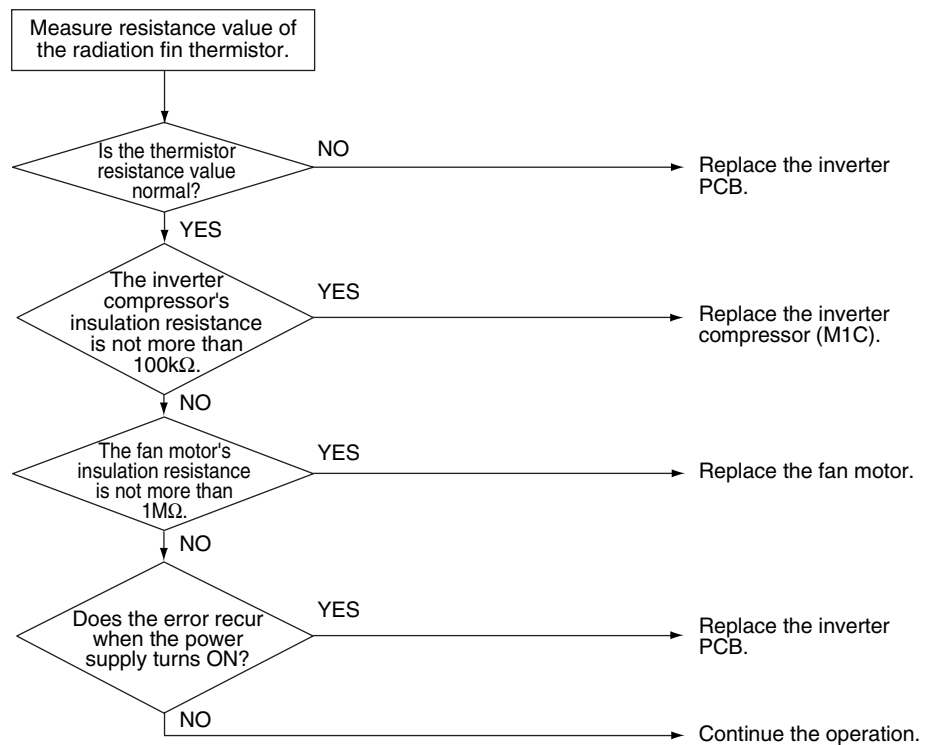 Measure resistance value of
the radiation fin thermistor.
Is the thermistor
resistance value
normal?
NO
Replace the inverter
PCB.
YES
The inverter
compressor's
insulation resistance
is not more than
100kΩ.
YES
Replace the inverter
compressor (M1C).
NO
The fan motor's
insulation resistance
is not more than
1MΩ.
YES
Replace the fan motor.
NO
Does the error recur
when the power
supply turns ON?
YES
Replace the inverter
PCB.
NO
Continue the operation.